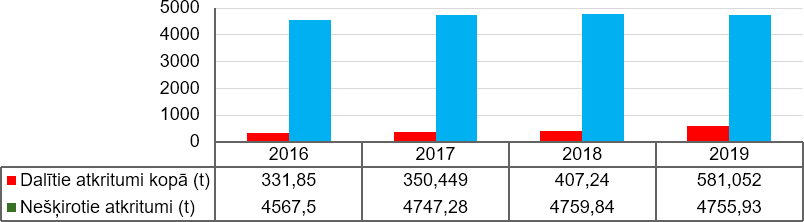 5000
4000
3000
2000
1000
0
2016 2017 2018 2019
Dalītie atkritumi kopā (t) 331,85 350,449 407,24 581,052
Nešķirotie atkritumi (t) 4567,5 4747,28 4759,84 4755,93